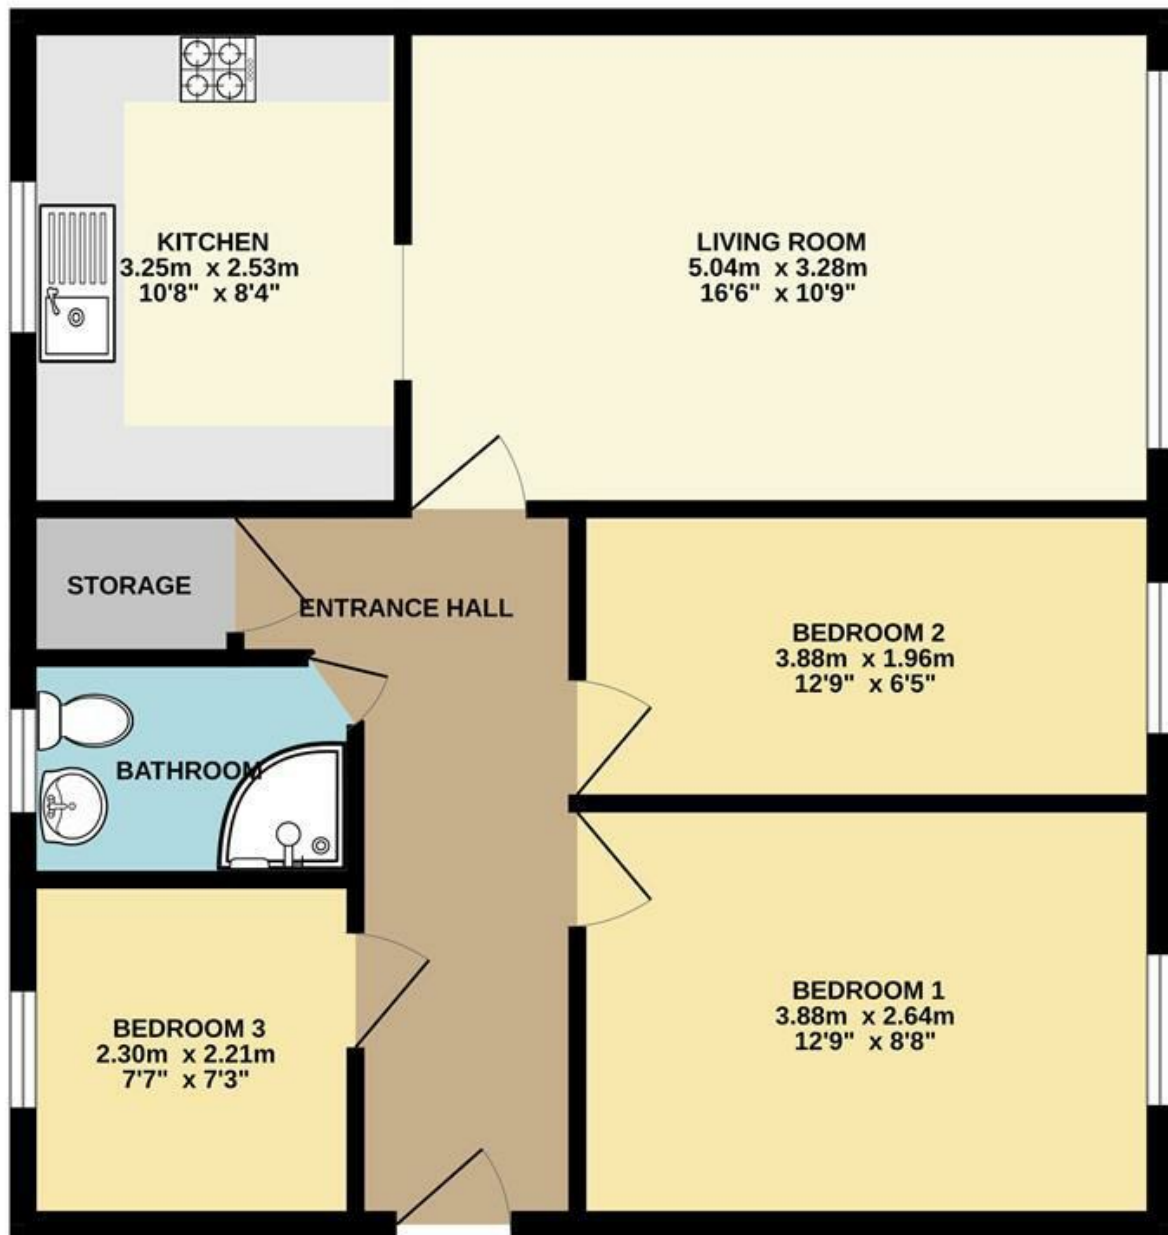 KITCHEN
3.25m x 2.53m
10'8" x 8'4"
LIVING ROOM
5.04m x 3.28m
16'6" x 10'9"
STORAGE
ENTRANCE HALL
BEDROOM 2
3.88m x 1.96m
12'9" x 6'5"
BATHROOM
BEDROOM 1
3.88m x 2.64m
12'9" x 8'8"
BEDROOM 3
2.30m x 2.21m
7'7" x 7'3"